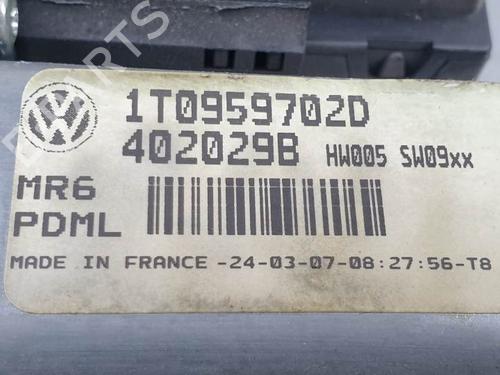 1T0959702D
402029B HW005 SW09xx
MR6
PDML
MADE IN FRANCE -24-03-07-08:27:56-T8